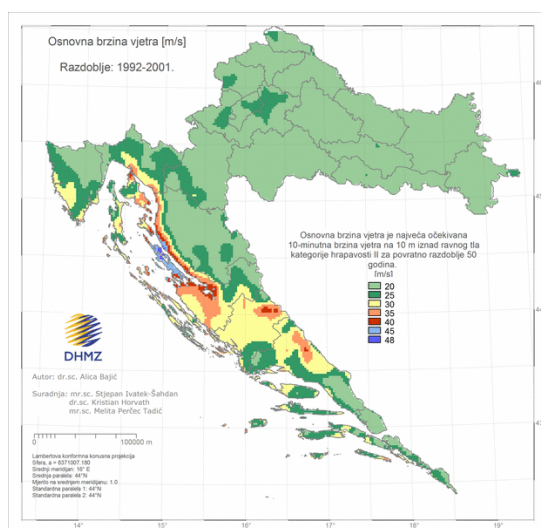 Osnovna brzina vjetra [m/s]
Razdoblje: 1992-2001.
Osnovna brzina vjetra je najveća očekivana
10-minutna brzina vjetra na 10 m iznad ravnog tla
kategorije hrapavosti II za povratno razdoblje 50
godina.
[m/s]
20
25
30
35
40
45
48
DHMZ
Autor: dr.sc. Alica Bajić
Suradnja: mr.sc. Stjepan Ivatek-Šahdan
dr.sc. Kristian Horvath
mr.sc. Melita Perčec Tadić
100000 m
Lambertova konformna konusna projekcija
Sfera, a = 6371007.180
Srednji meridijan: 16° E
Srednja paralela: 44°N
Mjerilo na srednjem meridijanu: 1.0
Standardna paralela 1: 44°N
Standardna paralela 2: 44°N
14° 15° 16° 17° 18° 19°